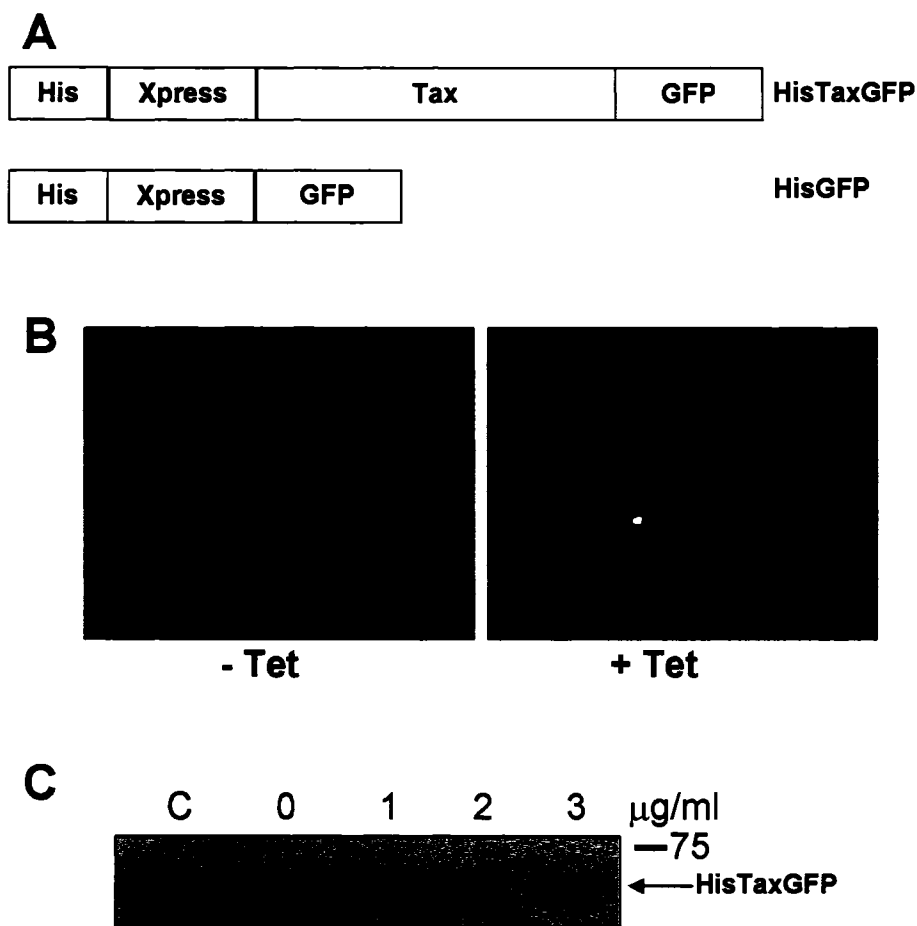 A
His Xpress Tax GFP HisTaxGFP
His Xpress GFP HisGFP
B
- Tet + Tet
C
C 0 1 2 3 µg/ml
—75
HisTaxGFP